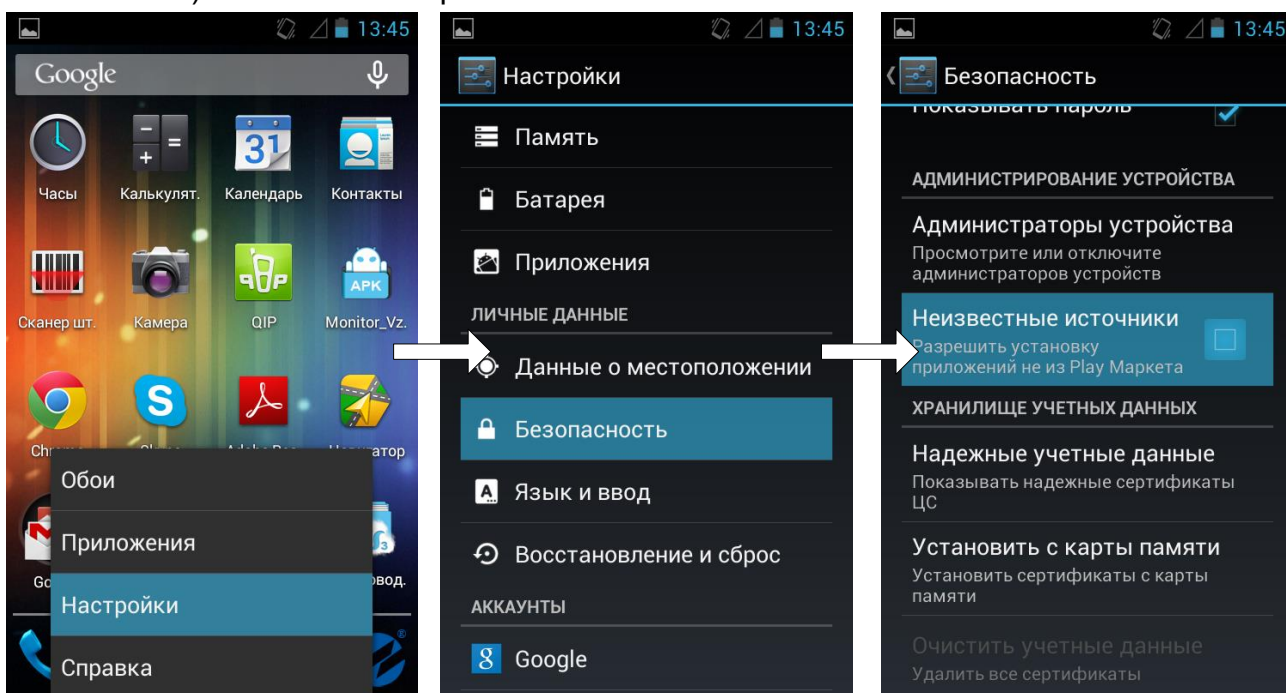 13:45
Google
31
Часы
Калькулят.
Календарь
Контакты
APK
Сканер шт.
Камера
QIP
Monitor_Vz.
Обои
Приложения
Настройки
Справка
13:45
Настройки
Память
Батарея
Приложения
ЛИЧНЫЕ ДАННЫЕ
Данные о местоположении
Безопасность
Язык и ввод
Восстановление и сброс
АККАУНТЫ
Google
13:45
Безопасность
Показывать пароль
АДМИНИСТРИРОВАНИЕ УСТРОЙСТВА
Администраторы устройства
Просмотрите или отключите
администраторов устройств
Неизвестные источники
Разрешить установку
приложений не из Play Маркета
ХРАНИЛИЩЕ УЧЕТНЫХ ДАННЫХ
Надежные учетные данные
Показывать надежные сертификаты
ЦС
Установить с карты памяти
Установить сертификаты с карты
памяти
Очистить учетные данные
Удалить все сертификаты